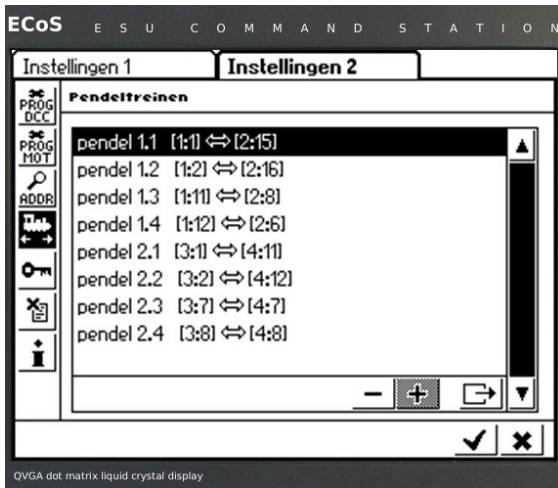 ECoS ESU COMMAND STATION
Instellingen 1
Instellingen 2
PROG DCC
Pendeltreinen
PROG MOT
ADDR
pendel 1.1 [1:1] ⇔ [2:15]
pendel 1.2 [1:2] ⇔ [2:16]
pendel 1.3 [1:11] ⇔ [2:8]
pendel 1.4 [1:12] ⇔ [2:6]
pendel 2.1 [3:1] ⇔ [4:11]
pendel 2.2 [3:2] ⇔ [4:12]
pendel 2.3 [3:7] ⇔ [4:7]
pendel 2.4 [3:8] ⇔ [4:8]
QVGA dot matrix liquid crystal display